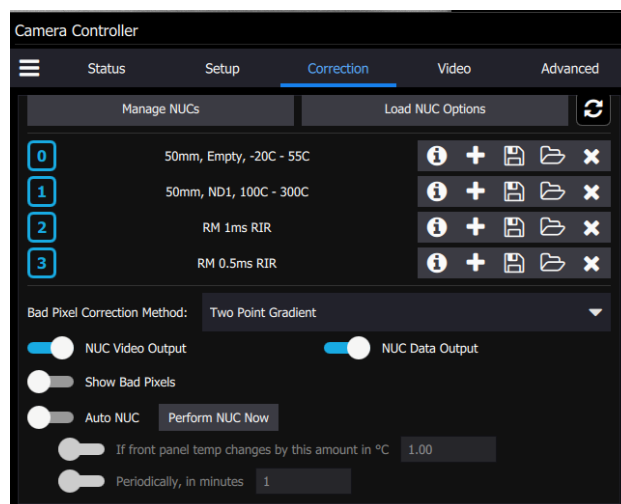 Camera Controller
Status Setup Correction Video Advanced
Manage NUCs Load NUC Options
0 50mm, Empty, -20C - 55C
1 50mm, ND1, 100C - 300C
2 RM 1ms RIR
3 RM 0.5ms RIR
Bad Pixel Correction Method: Two Point Gradient
NUC Video Output NUC Data Output
Show Bad Pixels
Auto NUC Perform NUC Now
If front panel temp changes by this amount in °C 1.00
Periodically, in minutes 1